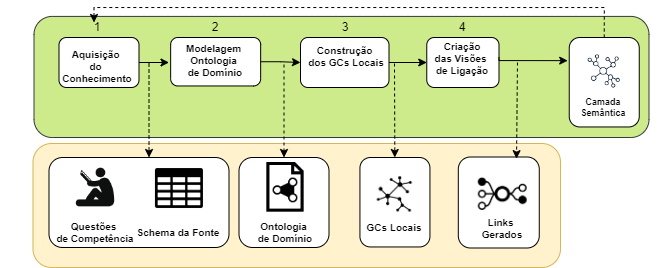 1
2
3
4
Aquisição
do
Conhecimento
Modelagem
Ontologia
de Domínio
Construção
dos GCs Locais
Criação
das Visões
de Ligação
Camada
Semântica
Questões
de Competência
Schema da Fonte
Ontologia
de Domínio
GCs Locais
Links
Gerados